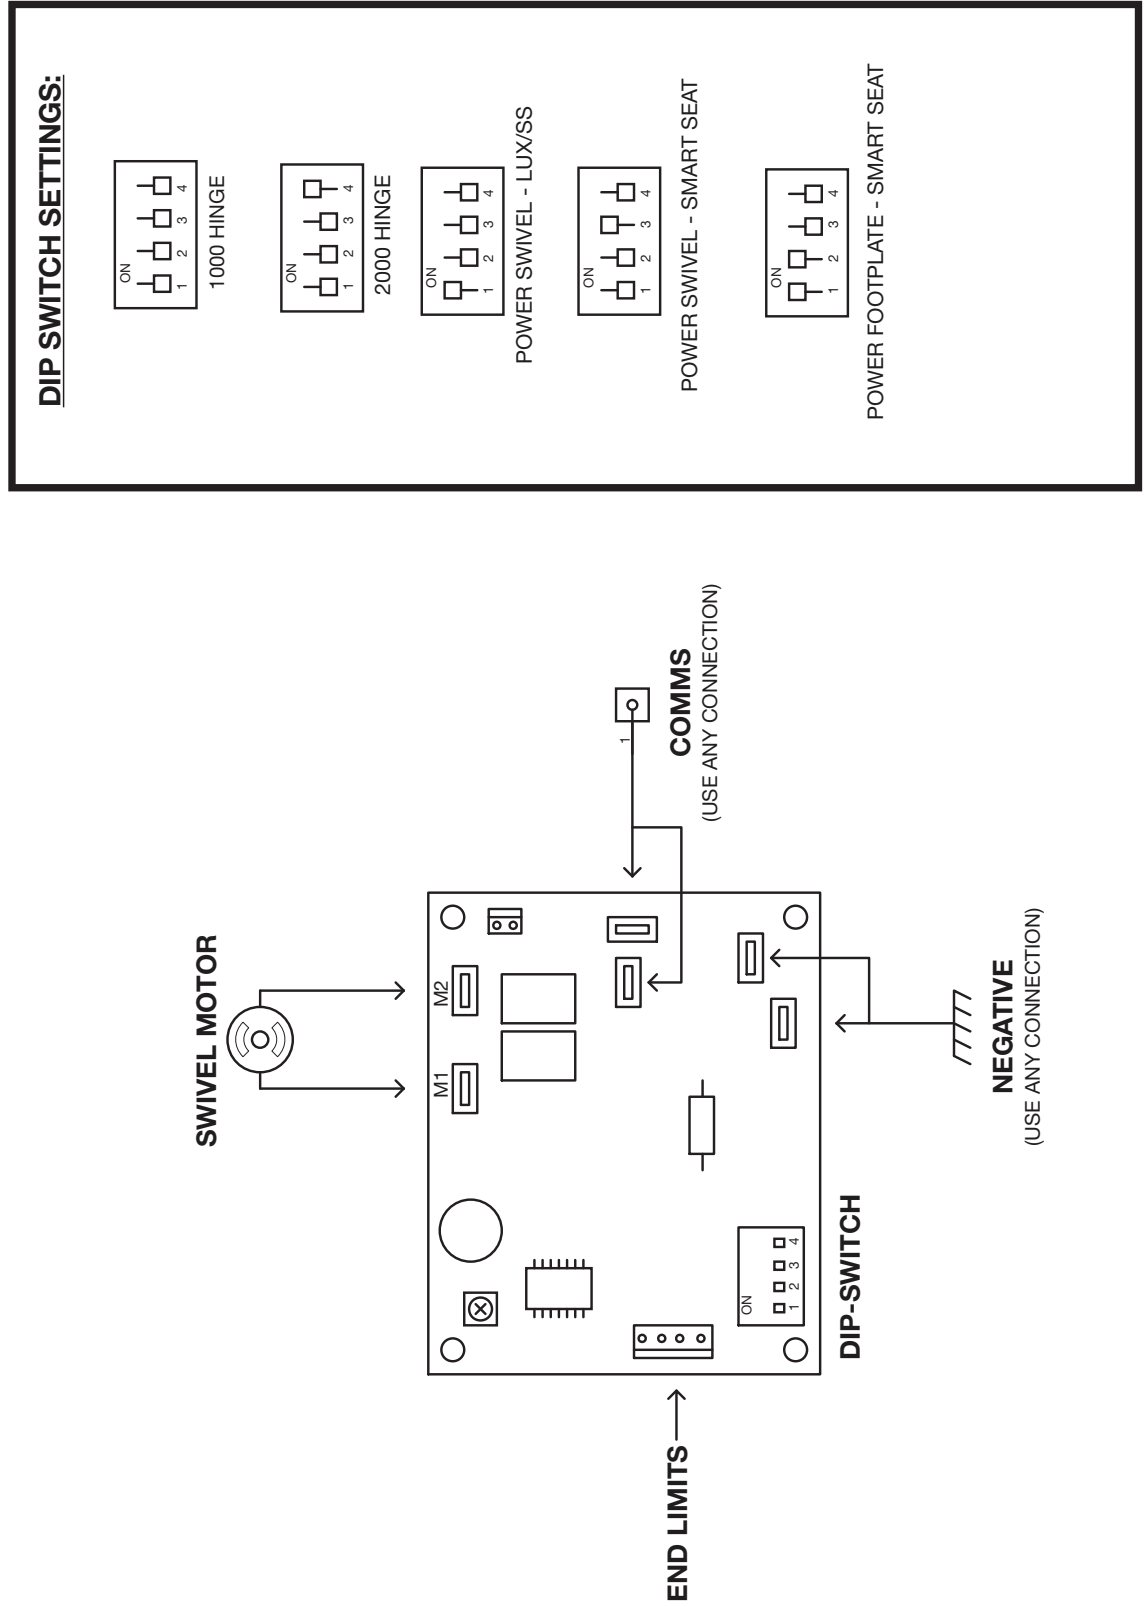 END LIMITS
SWIVEL MOTOR
M1
M2
ON
1 2 3 4
DIP-SWITCH
1
COMMS
(USE ANY CONNECTION)
NEGATIVE
(USE ANY CONNECTION)
DIP SWITCH SETTINGS:
ON
1 2 3 4
1000 HINGE
ON
1 2 3 4
2000 HINGE
ON
1 2 3 4
POWER SWIVEL - LUX/SS
ON
1 2 3 4
POWER SWIVEL - SMART SEAT
ON
1 2 3 4
POWER FOOTPLATE - SMART SEAT